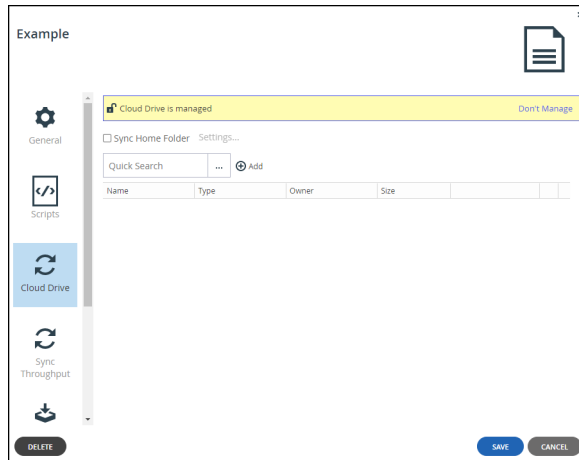 Example
General
Scripts
Cloud Drive
Sync
Throughput
Cloud Drive is managed Don't Manage
Sync Home Folder Settings...
Quick Search ... Add
Name Type Owner Size
DELETE SAVE CANCEL